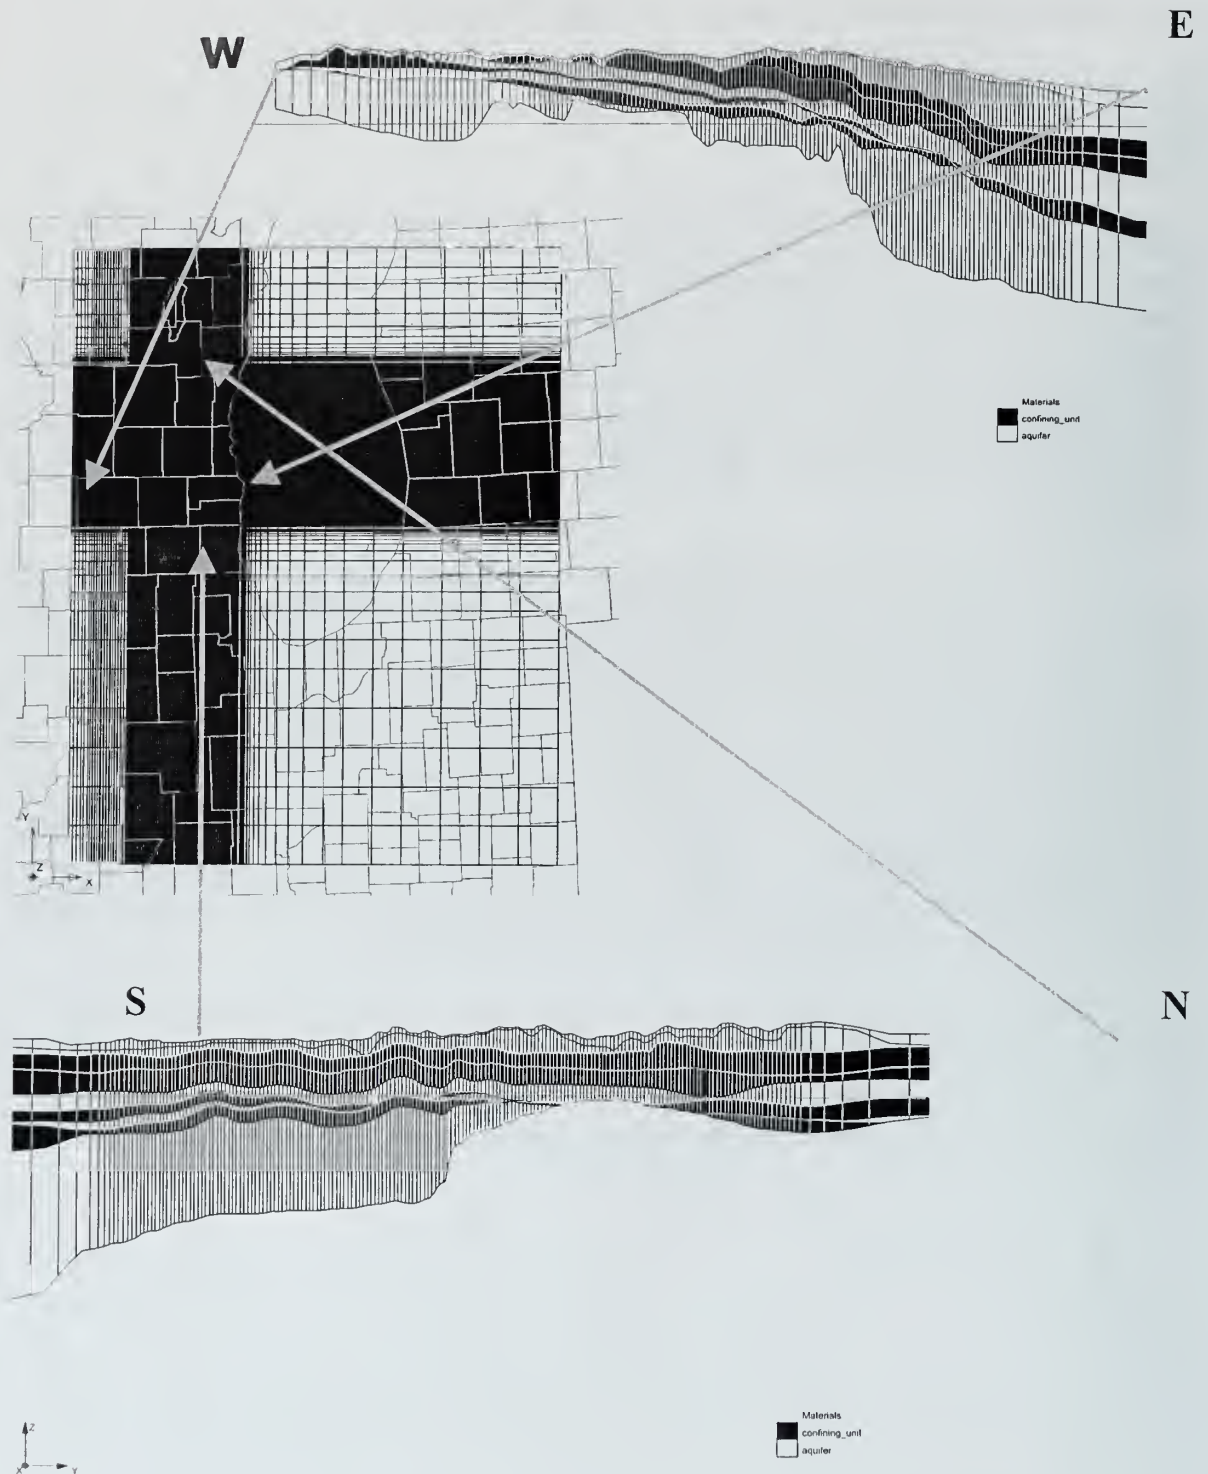 W
E
Materials
confining_unit
aquifer
Y
Z
X
S
N
Materials
confining_unit
aquifer
Z
X
Y